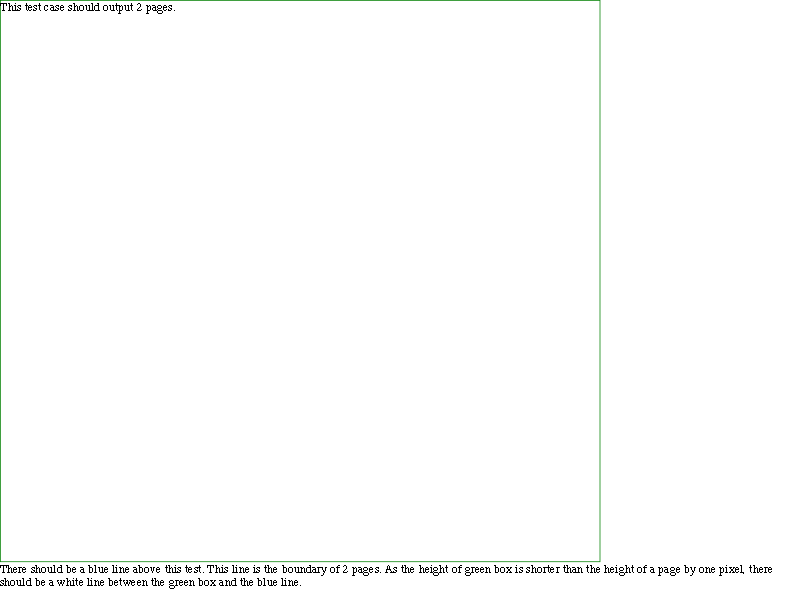 This test case should output 2 pages.
There should be a blue line above this test. This line is the boundary of 2 pages. As the height of green box is shorter than the height of a page by one pixel, there
should be a white line between the green box and the blue line.